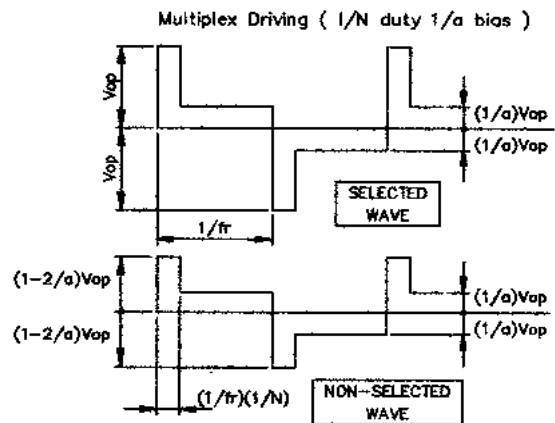 Multiplex Driving ( 1/N duty 1/a bias )
Vop
Vop
(1/a)Vop
(1/a)Vop
SELECTED
WAVE
1/fr
(1-2/a)Vop
(1-2/a)Vop
(1/a)Vop
(1/a)Vop
(1/fr)(1/N)
NON-SELECTED
WAVE